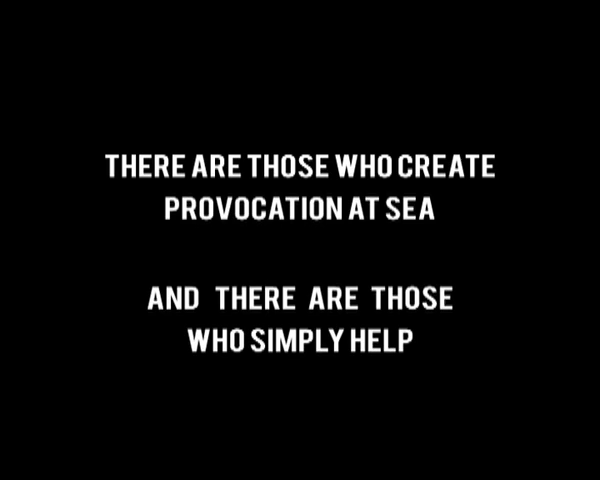 THERE ARE THOSE WHO CREATE
PROVOCATION AT SEA
AND THERE ARE THOSE
WHO SIMPLY HELP